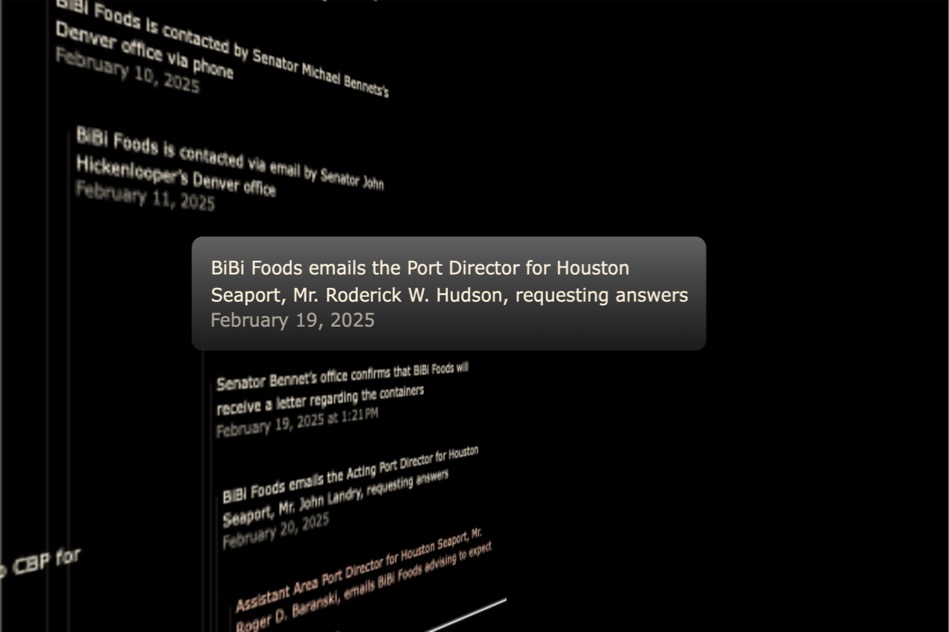 BiBi Foods is contacted by Senator Michael Bennets's
Denver office via phone
February 10, 2025
BiBi Foods is contacted via email by Senator John
Hickenlooper's Denver office
February 11, 2025
BiBi Foods emails the Port Director for Houston
Seaport, Mr. Roderick W. Hudson, requesting answers
February 19, 2025
Senator Bennet's office confirms that BiBi Foods will
receive a letter regarding the containers
February 19, 2025 at 1:21PM
BiBi Foods emails the Acting Port Director for Houston
Seaport, Mr. John Landry, requesting answers
February 20, 2025
CBP for
Assistant Area Port Director for Houston Seaport, Mr.
Roger D. Baranski, emails BiBi Foods advising to expect